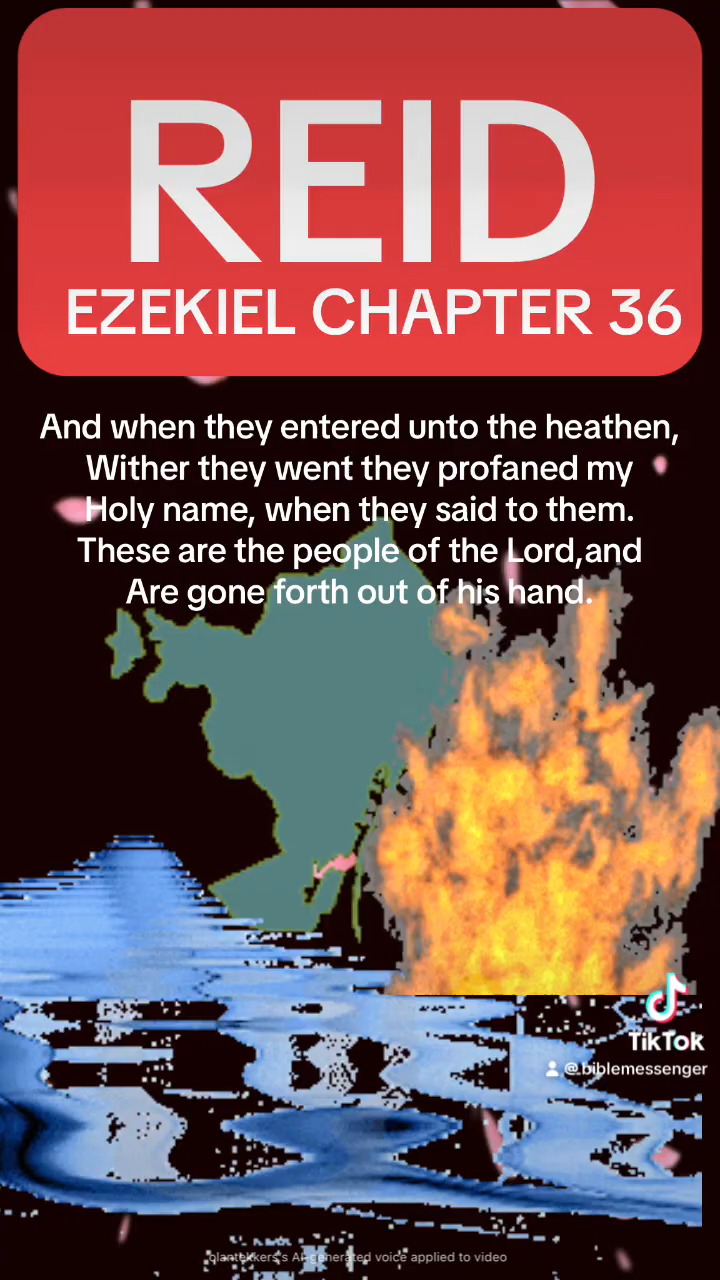 REID
EZEKIEL CHAPTER 36
And when they entered unto the heathen,
Wither they went they profaned my
Holy name, when they said to them.
These are the people of the Lord,and
Are gone forth out of his hand.
TikTok
@.biblemessenger
blantekkers's AI-generated voice applied to video